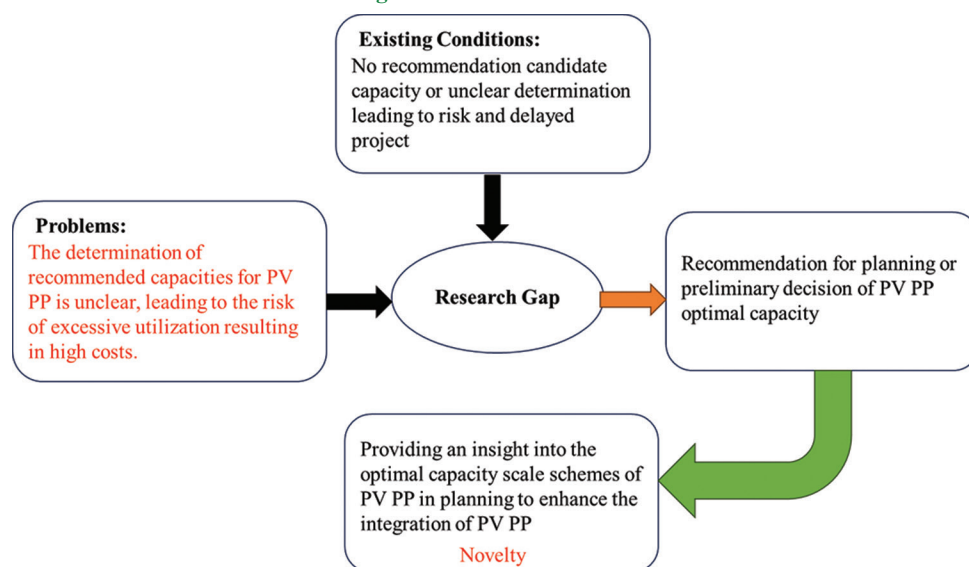 Existing Conditions:
No recommendation candidate
capacity or unclear determination
leading to risk and delayed
project
Problems:
The determination of
recommended capacities for PV
PP is unclear, leading to the risk
of excessive utilization resulting
in high costs.
Research Gap
Recommendation for planning or
preliminary decision of PV PP
optimal capacity
Providing an insight into the
optimal capacity scale schemes of
PV PP in planning to enhance the
integration of PV PP
Novelty